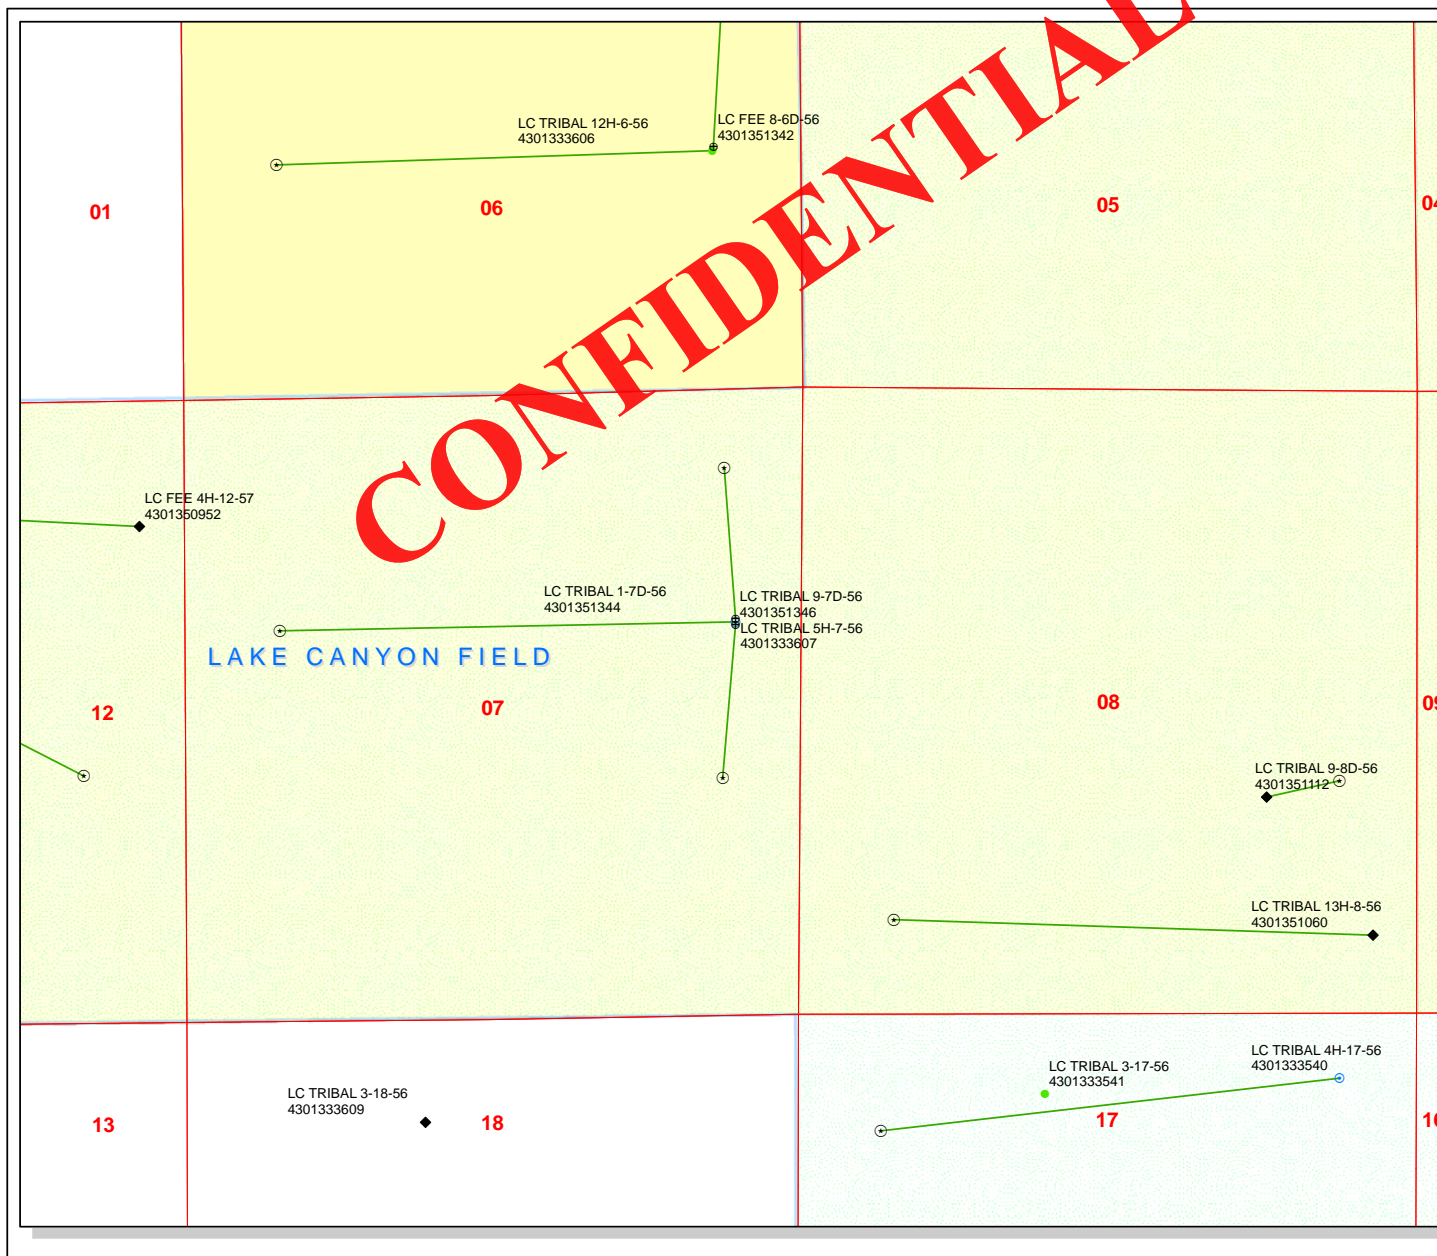 CONFIDENTIAL
LC TRIBAL 12H-6-56
4301333606
LC FEE 8-6D-56
4301351342
01
06
05
04
LC FEE 4H-12-57
4301350952
LC TRIBAL 1-7D-56
4301351344
LC TRIBAL 9-7D-56
4301351346
LC TRIBAL 5H-7-56
4301333607
LAKE CANYON FIELD
12
07
08
09
LC TRIBAL 9-8D-56
4301351112
LC TRIBAL 13H-8-56
4301351060
LC TRIBAL 3-17-56
4301333541
LC TRIBAL 4H-17-56
4301333540
LC TRIBAL 3-18-56
4301333609
13
18
17